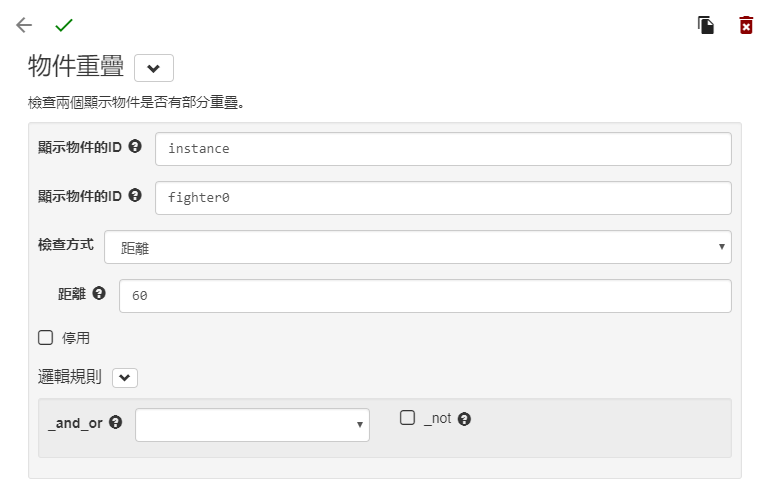 物件重疊
檢查兩個顯示物件是否有部分重疊。
顯示物件的ID instance
顯示物件的ID fighter0
檢查方式 距離
距離 60
停用
邏輯規則
_and_or _not